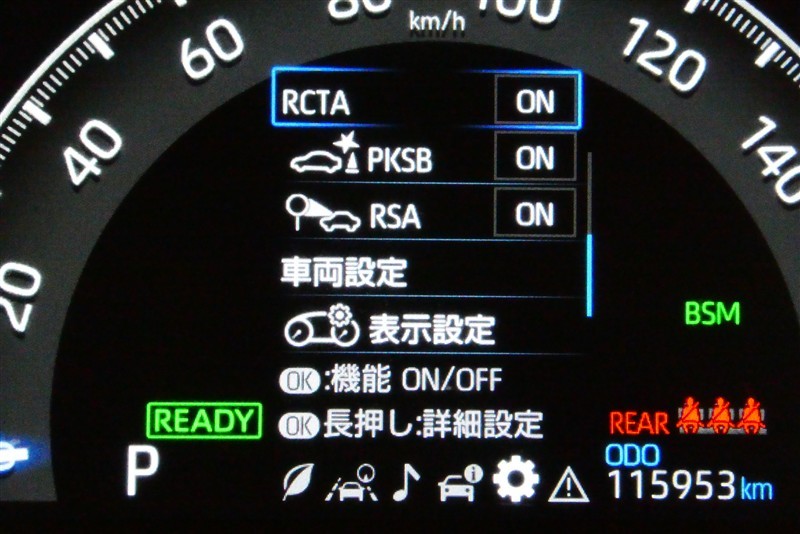 80 100
km/h
60 120
40 140
20
RCTA ON
PKSB ON
RSA ON
車両設定
BSM
表示設定
OK:機能 ON/OFF
READY OK長押し:詳細設定 REAR
ODO
P 115953km